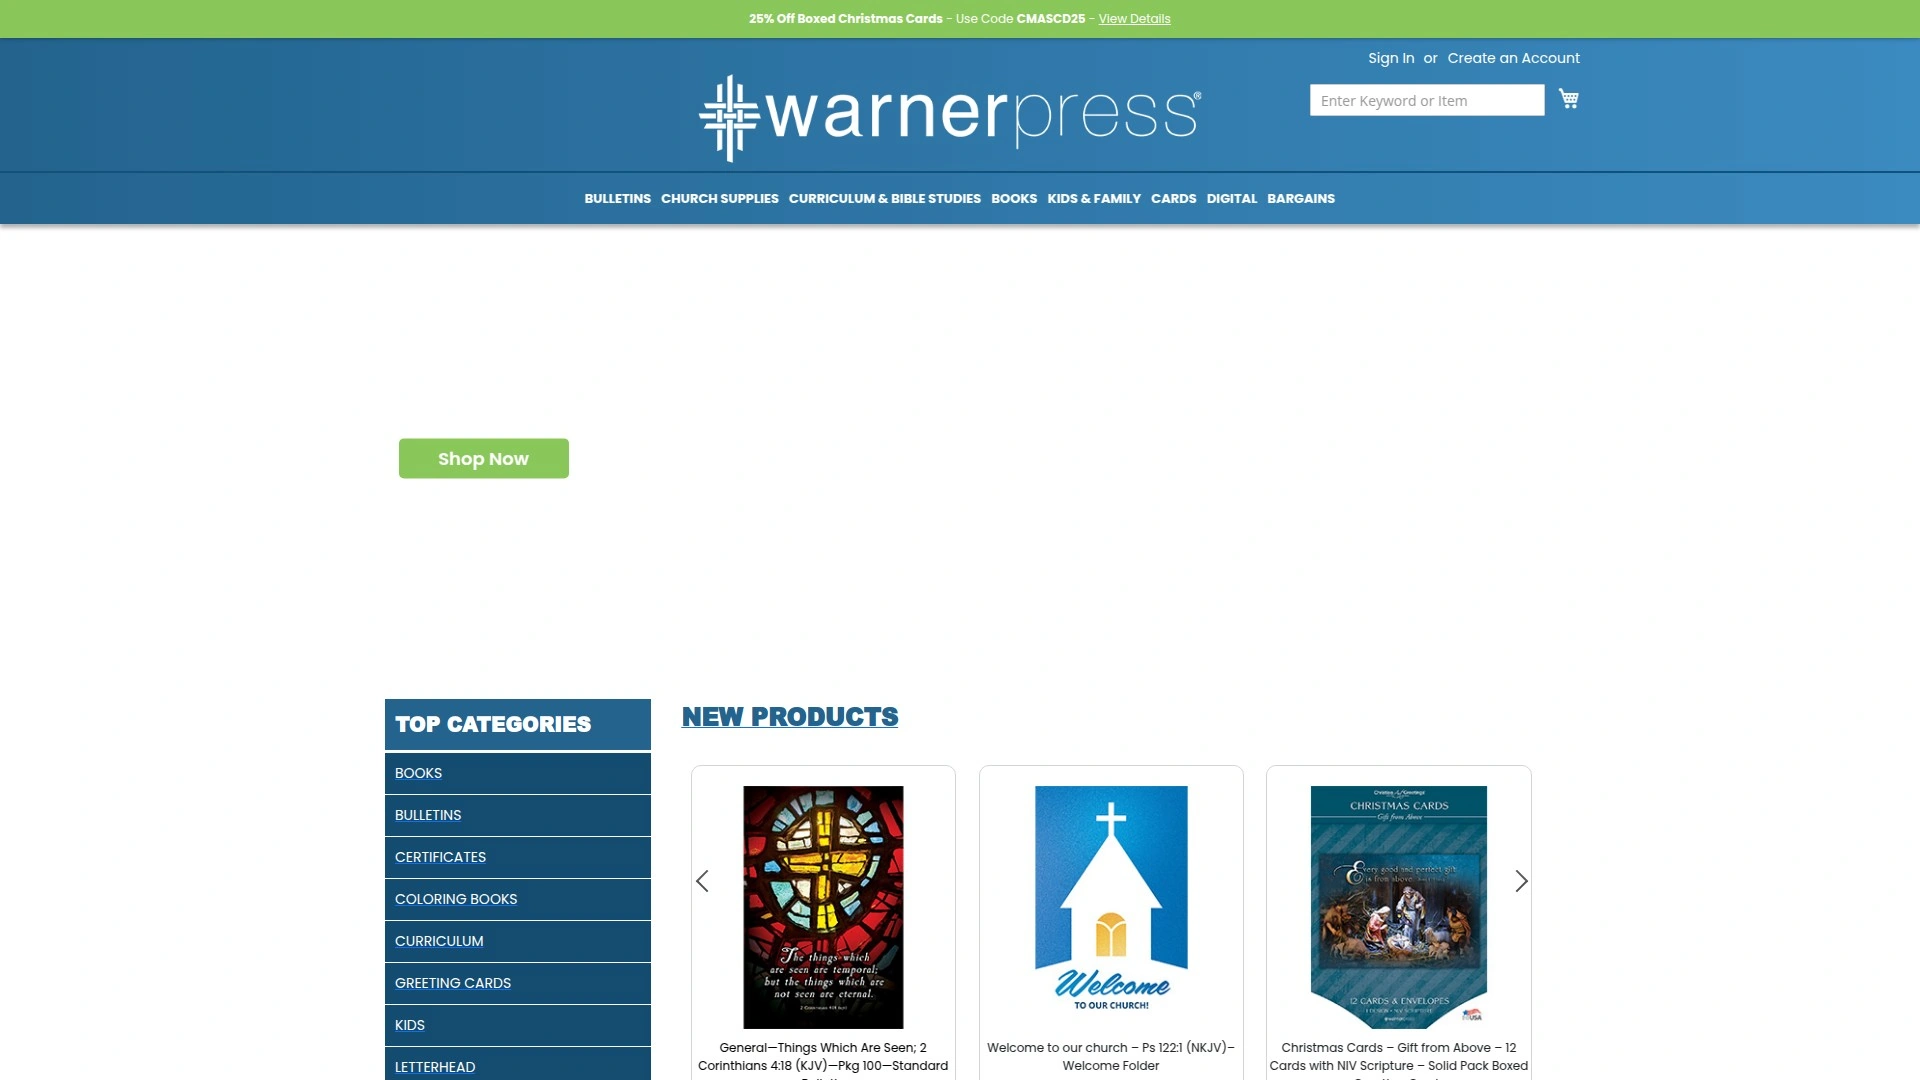 25% Off Boxed Christmas Cards - Use Code CMASCD25 - View Details
Sign In or Create an Account
warnerpress®
Enter Keyword or Item
BULLETINS CHURCH SUPPLIES CURRICULUM & BIBLE STUDIES BOOKS KIDS & FAMILY CARDS DIGITAL BARGAINS
Shop Now
TOP CATEGORIES
BOOKS
BULLETINS
CERTIFICATES
COLORING BOOKS
CURRICULUM
GREETING CARDS
KIDS
LETTERHEAD
NEW PRODUCTS
The things which
are seen are temporal;
but the things which are
not seen are eternal.
General—Things Which Are Seen; 2
Corinthians 4:18 (KJV)—Pkg 100—Standard
Welcome
TO OUR CHURCH!
Welcome to our church – Ps 122:1 (NKJV)–
Welcome Folder
CHRISTMAS CARDS
Gift from Above
Every good and perfect gift
is from above.
12 CARDS & ENVELOPES
USA
Christmas Cards – Gift from Above – 12
Cards with NIV Scripture – Solid Pack Boxed